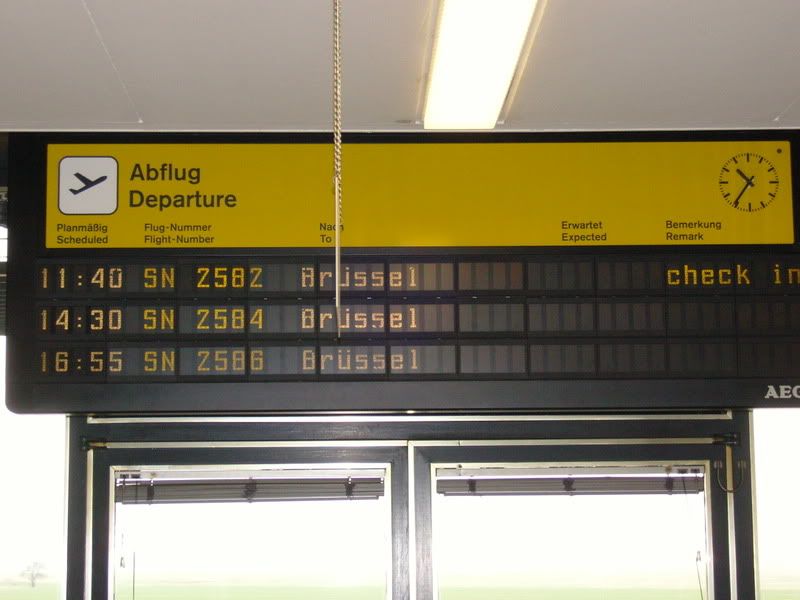 Abflug
Departure
Planmäßig Flug-Nummer Nach Erwartet Bemerkung
Scheduled Flight-Number To Expected Remark
11:40 SN 2582 Brüssel check in
14:30 SN 2584 Brüssel
16:55 SN 2586 Brüssel
AEG